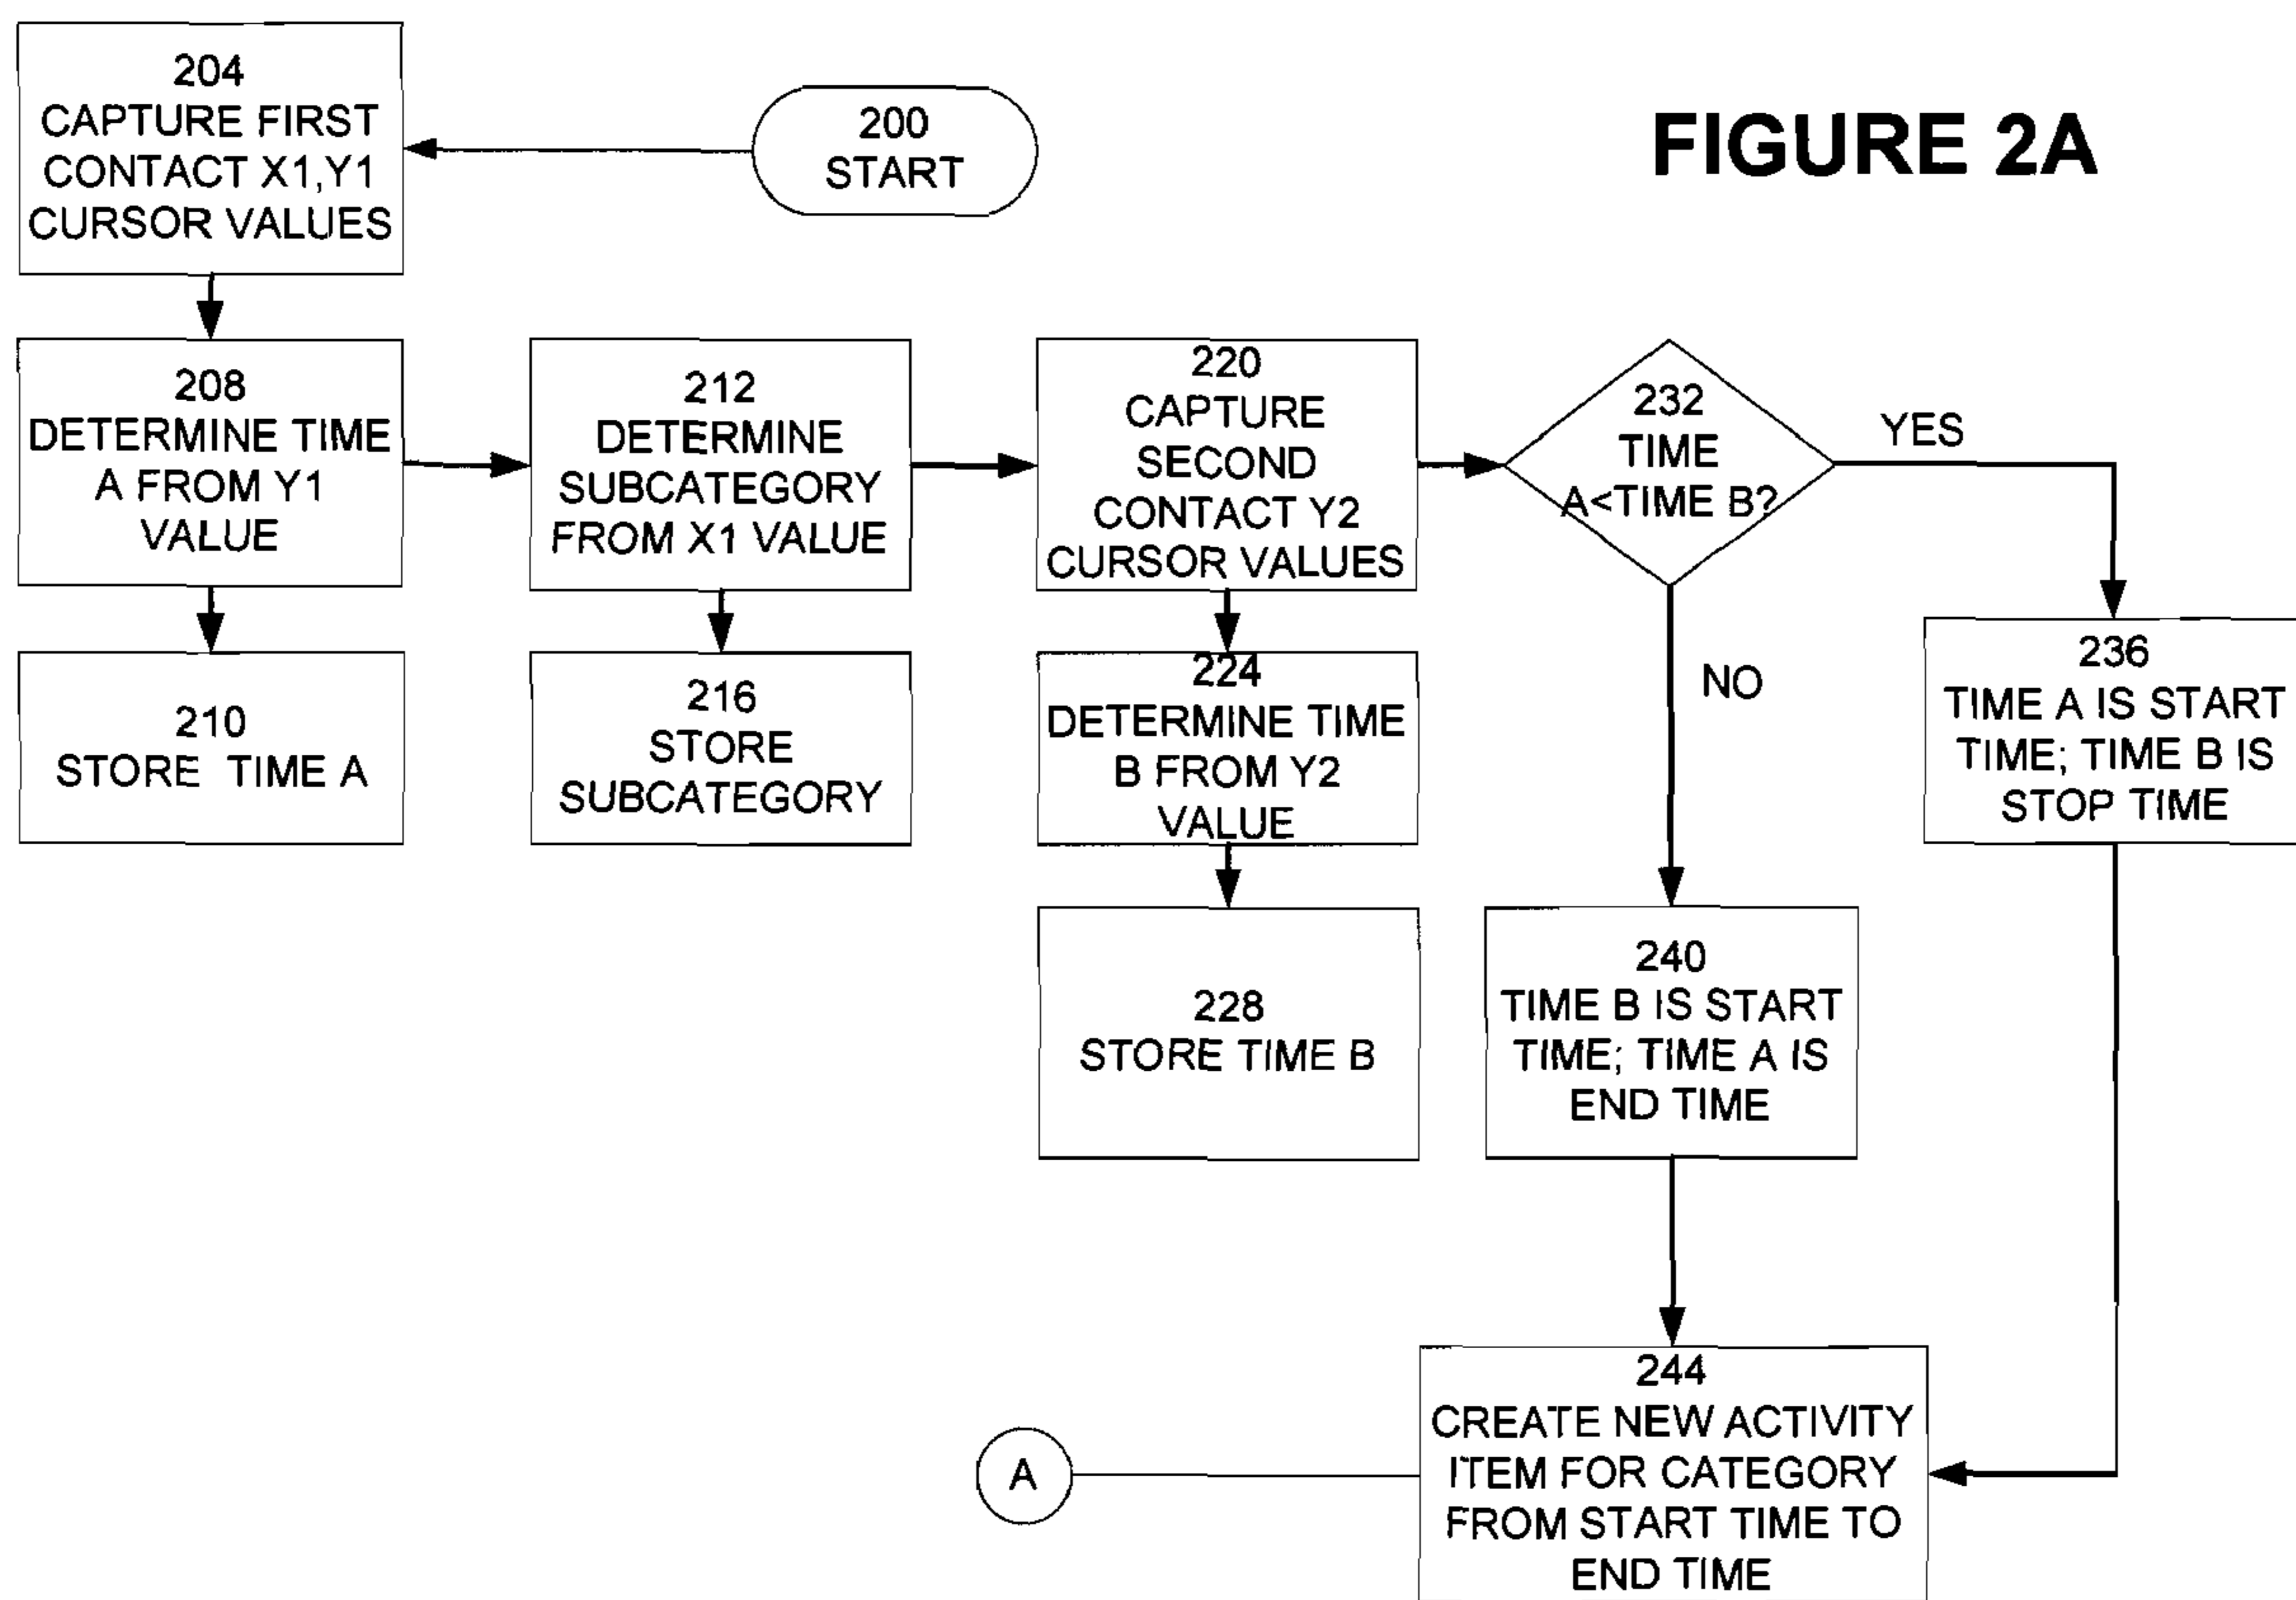 FIGURE 2A
200
START
204
CAPTURE FIRST
CONTACT X1,Y1
CURSOR VALUES
208
DETERMINE TIME
A FROM Y1
VALUE
210
STORE TIME A
212
DETERMINE
SUBCATEGORY
FROM X1 VALUE
216
STORE
SUBCATEGORY
220
CAPTURE
SECOND
CONTACT Y2
CURSOR VALUES
224
DETERMINE TIME
B FROM Y2
VALUE
228
STORE TIME B
232
TIME
A<TIME B?
YES
NO
236
TIME A IS START
TIME; TIME B IS
STOP TIME
240
TIME B IS START
TIME; TIME A IS
END TIME
244
CREATE NEW ACTIVITY
ITEM FOR CATEGORY
FROM START TIME TO
END TIME
A